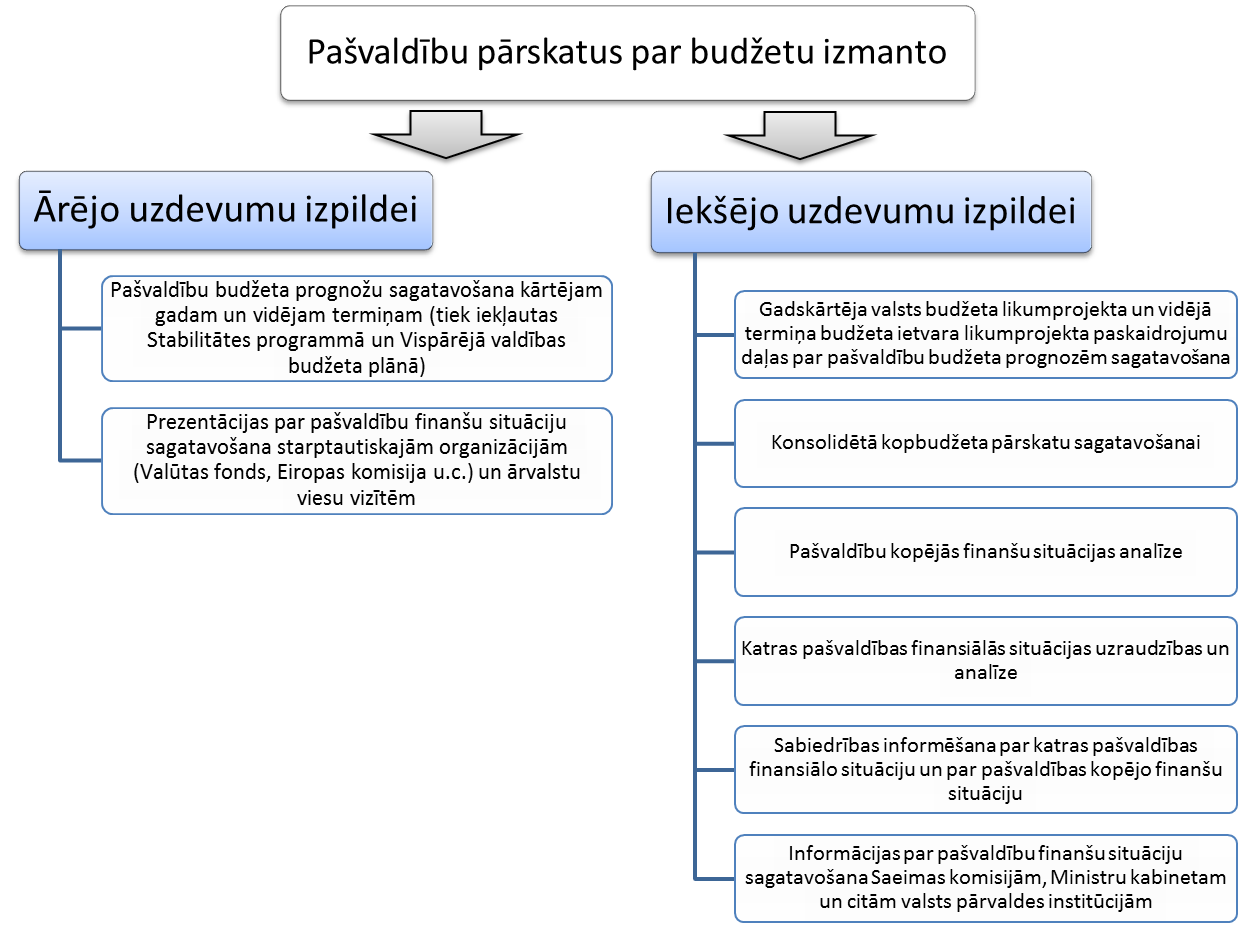 Pašvaldību pārskatus par budžetu izmanto
Ārējo uzdevumu izpildei
Pašvaldību budžeta prognožu sagatavošana kārtējam
gadam un vidējam termiņam (tiek iekļautas
Stabilitātes programmā un Vispārējā valdības
budžeta plānā)
Prezentācijas par pašvaldību finanšu situāciju
sagatavošana starptautiskajām organizācijām
(Valūtas fonds, Eiropas komisija u.c.) un ārvalstu
viesu vizītēm
Iekšējo uzdevumu izpildei
Gadskārtēja valsts budžeta likumprojekta un vidējā
termiņa budžeta ietvara likumprojekta paskaidrojumu
daļas par pašvaldību budžeta prognozēm sagatavošana
Konsolidētā kopbudžeta pārskatu sagatavošanai
Pašvaldību kopējās finanšu situācijas analīze
Katras pašvaldības finansiālās situācijas uzraudzības un
analīze
Sabiedrības informēšana par katras pašvaldības
finansiālo situāciju un par pašvaldības kopējo finanšu
situāciju
Informācijas par pašvaldību finanšu situāciju
sagatavošana Saeimas komisijām, Ministru kabinetam
un citām valsts pārvaldes institūcijām